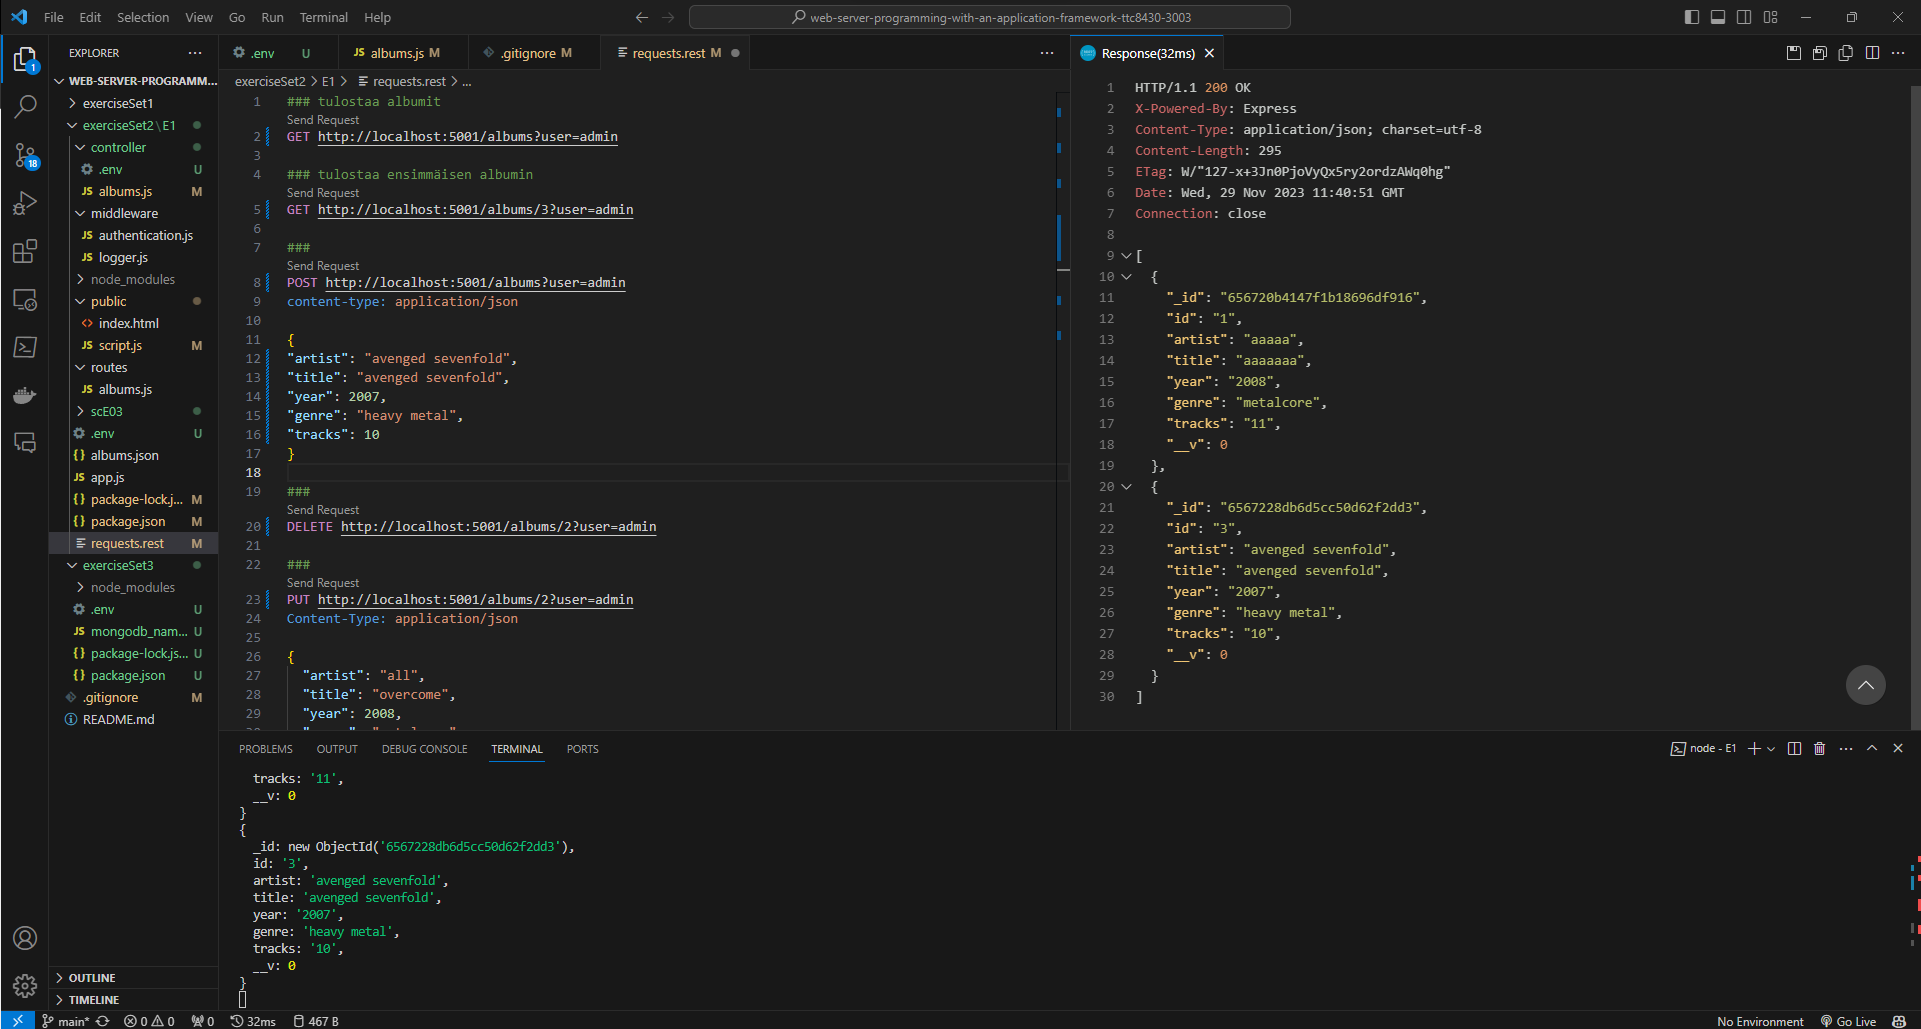 File Edit Selection View Go Run Terminal Help
web-server-programming-with-an-application-framework-ttc8430-3003
EXPLORER
WEB-SERVER-PROGRAMM...
exerciseSet1
exerciseSet2\E1
controller
.env U
JS albums.js M
middleware
JS authentication.js
JS logger.js
node_modules
public
<> index.html
JS script.js M
routes
JS albums.js
scE03
.env U
{} albums.json
JS app.js
{} package-lock.j... M
{} package.json M
requests.rest M
exerciseSet3
node_modules
.env U
JS mongodb_nam... U
{} package-lock.js... U
{} package.json U
.gitignore M
README.md
OUTLINE
TIMELINE
1
18
.env U
JS albums.js M
.gitignore M
requests.rest M
exerciseSet2 > E1 > requests.rest > ...
1 ### tulostaa albumit
Send Request
2 GET http://localhost:5001/albums?user=admin
3
4 ### tulostaa ensimmäisen albumin
Send Request
5 GET http://localhost:5001/albums/3?user=admin
6
7 ###
Send Request
8 POST http://localhost:5001/albums?user=admin
9 content-type: application/json
10
11 {
12 "artist": "avenged sevenfold",
13 "title": "avenged sevenfold",
14 "year": 2007,
15 "genre": "heavy metal",
16 "tracks": 10
17 }
18
19 ###
Send Request
20 DELETE http://localhost:5001/albums/2?user=admin
21
22 ###
Send Request
23 PUT http://localhost:5001/albums/2?user=admin
24 Content-Type: application/json
25
26 {
27 "artist": "all",
28 "title": "overcome",
29 "year": 2008,
Response(32ms)
1 HTTP/1.1 200 OK
2 X-Powered-By: Express
3 Content-Type: application/json; charset=utf-8
4 Content-Length: 295
5 ETag: W/"127-x+3Jn0PjoVyQx5ry2ordzAWq0hg"
6 Date: Wed, 29 Nov 2023 11:40:51 GMT
7 Connection: close
8
9 [
10 {
11 "_id": "656720b4147f1b18696df916",
12 "id": "1",
13 "artist": "aaaaa",
14 "title": "aaaaaaa",
15 "year": "2008",
16 "genre": "metalcore",
17 "tracks": "11",
18 "__v": 0
19 },
20 {
21 "_id": "6567228db6d5cc50d62f2dd3",
22 "id": "3",
23 "artist": "avenged sevenfold",
24 "title": "avenged sevenfold",
25 "year": "2007",
26 "genre": "heavy metal",
27 "tracks": "10",
28 "__v": 0
29 }
30 ]
PROBLEMS OUTPUT DEBUG CONSOLE TERMINAL PORTS
node - E1
tracks: '11',
__v: 0
}
{
_id: new ObjectId('6567228db6d5cc50d62f2dd3'),
id: '3',
artist: 'avenged sevenfold',
title: 'avenged sevenfold',
year: '2007',
genre: 'heavy metal',
tracks: '10',
__v: 0
}
main* 0 0 0 32ms 467 B
No Environment Go Live